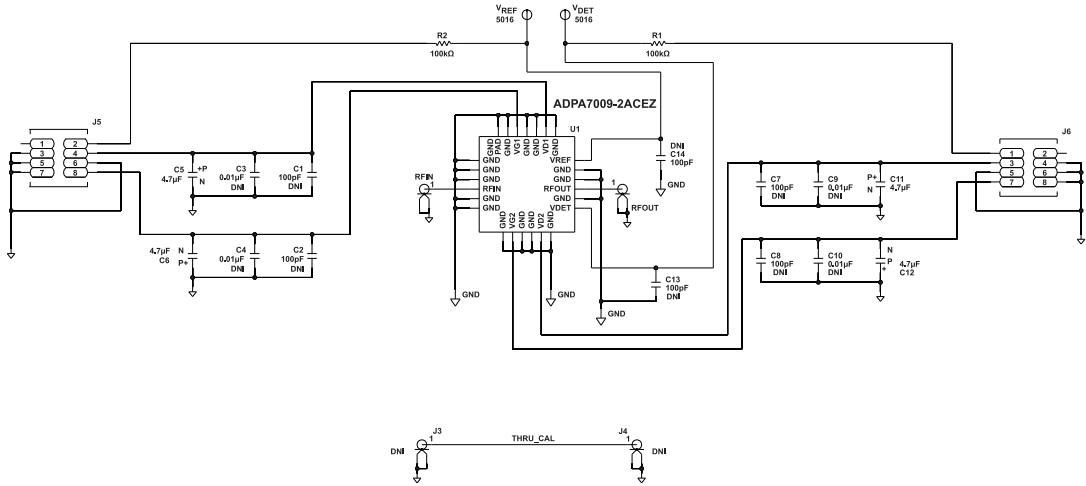 VREF
5016
VDET
5016
R2
100kΩ
R1
100kΩ
ADPA7009-2ACEZ
U1
J5
1 2
3 4
5 6
7 8
C5
4.7µF
+P
N
C3
0.01µF
DNI
C1
100pF
DNI
4.7µF
C6
N
P+
C4
0.01µF
DNI
C2
100pF
DNI
RFIN
1
GND
PAD
GND
VG1
GND
GND
VD1
GND
GND
GND
GND
RFIN
GND
GND
VREF
GND
GND
RFOUT
GND
VDET
GND
VG2
GND
GND
VD2
GND
DNI
C14
100pF
GND
1
RFOUT
C13
100pF
DNI
GND
GND
GND
J6
1 2
3 4
5 6
7 8
C7
100pF
DNI
C9
0.01µF
DNI
P+
N
C11
4.7µF
C8
100pF
DNI
C10
0.01µF
DNI
N
P
+
4.7µF
C12
J3
1
DNI
THRU_CAL
J4
1
DNI